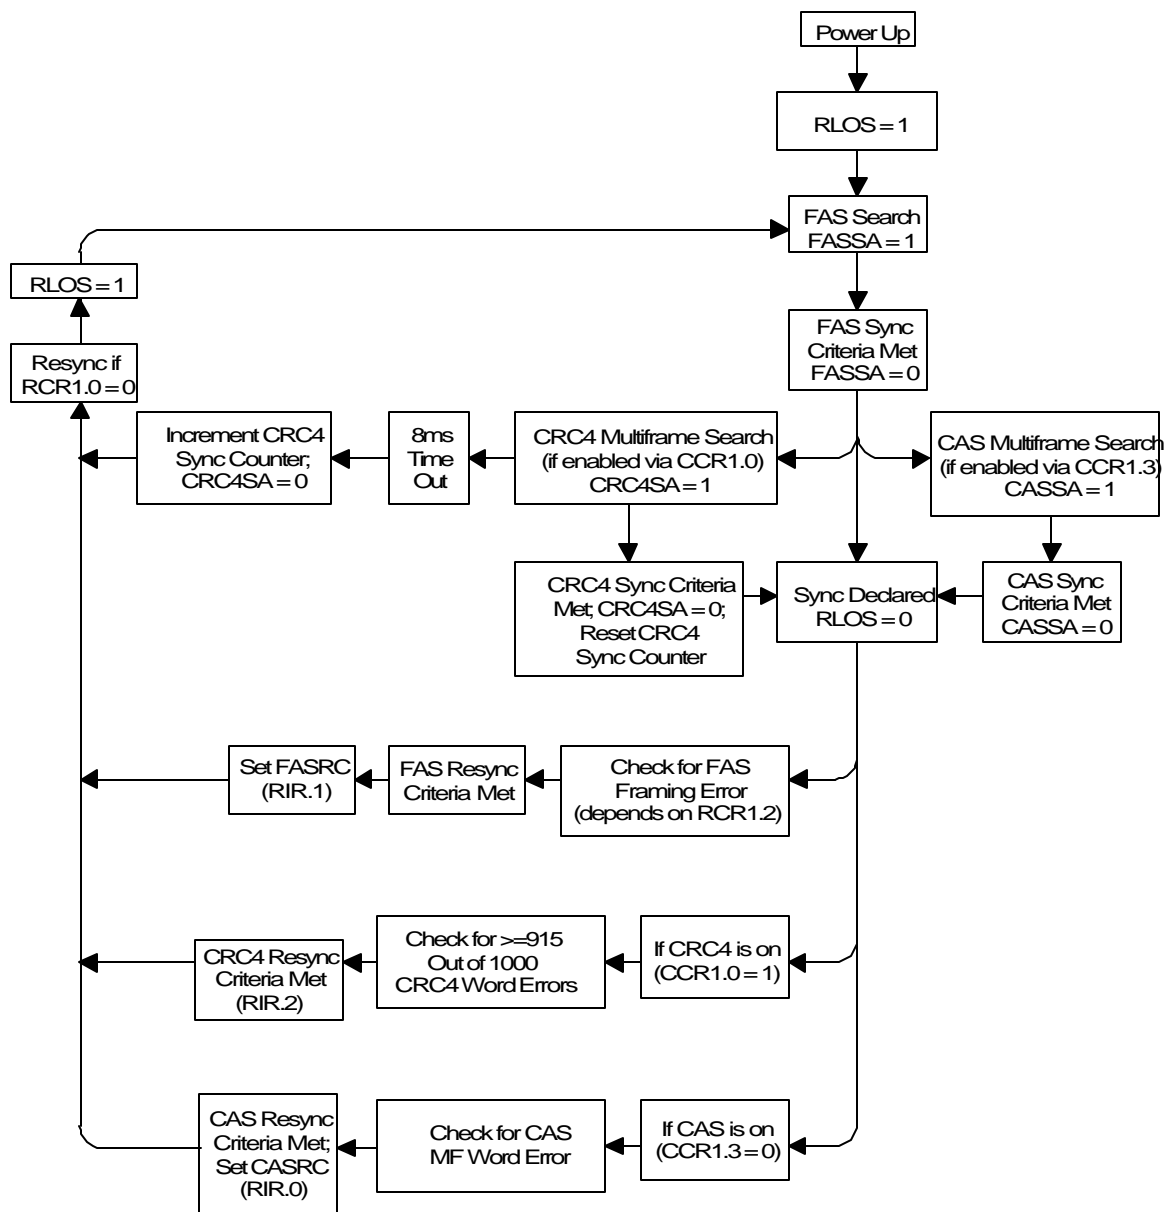 Power Up
RLOS = 1
FAS Search
FASSA = 1
RLOS = 1
FAS Sync
Criteria Met
FASSA = 0
Resync if
RCR1.0 = 0
Increment CRC4
Sync Counter;
CRC4SA = 0
8ms
Time
Out
CRC4 Multiframe Search
(if enabled via CCR1.0)
CRC4SA = 1
CAS Multiframe Search
(if enabled via CCR1.3)
CASSA = 1
CRC4 Sync Criteria
Met; CRC4SA = 0;
Reset CRC4
Sync Counter
Sync Declared
RLOS = 0
CAS Sync
Criteria Met
CASSA = 0
Set FASRC
(RIR.1)
FAS Resync
Criteria Met
Check for FAS
Framing Error
(depends on RCR1.2)
CRC4 Resync
Criteria Met
(RIR.2)
Check for >=915
Out of 1000
CRC4 Word Errors
If CRC4 is on
(CCR1.0 = 1)
CAS Resync
Criteria Met;
Set CASRC
(RIR.0)
Check for CAS
MF Word Error
If CAS is on
(CCR1.3 = 0)